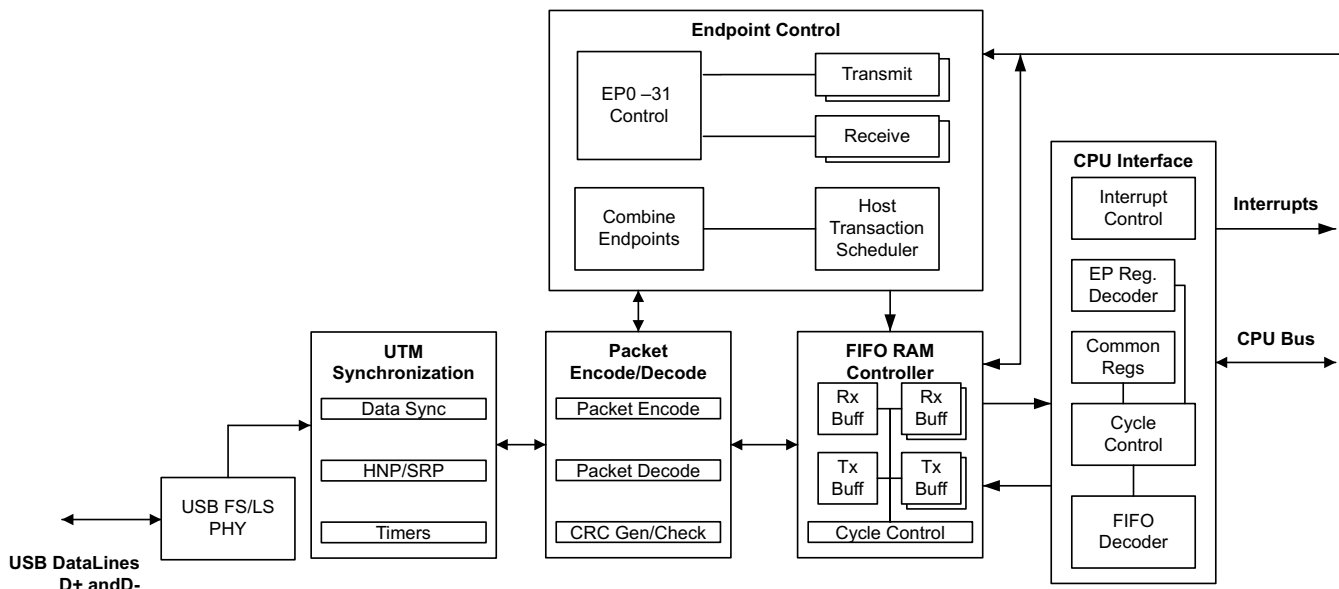 Endpoint Control
EP0 –31
Control
Transmit
Receive
Combine
Endpoints
Host
Transaction
Scheduler
CPU Interface
Interrupt
Control
EP Reg.
Decoder
Common
Regs
Cycle
Control
FIFO
Decoder
Interrupts
CPU Bus
UTM
Synchronization
Data Sync
HNP/SRP
Timers
Packet
Encode/Decode
Packet Encode
Packet Decode
CRC Gen/Check
FIFO RAM
Controller
Rx
Buff
Rx
Buff
Tx
Buff
Tx
Buff
Cycle Control
USB FS/LS
PHY
USB DataLines
D+ andD-